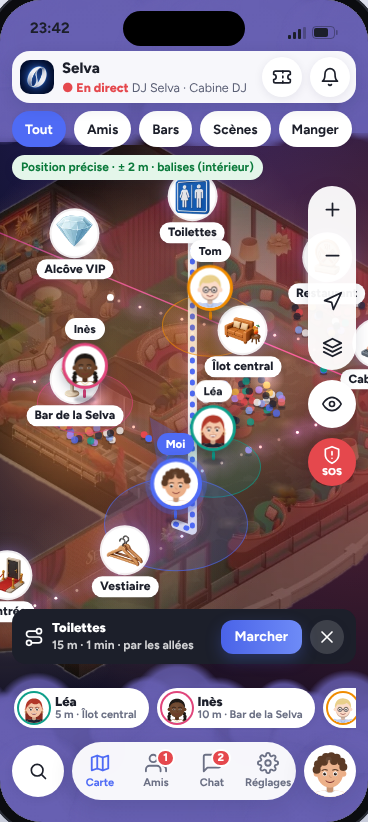 23:42
Selva
En direct DJ Selva · Cabine DJ
Tout
Amis
Bars
Scènes
Manger
Position précise · ± 2 m · balises (intérieur)
Toilettes
Tom
Alcôve VIP
Inès
Îlot central
Léa
Bar de la Selva
Moi
SOS
Vestiaire
Toilettes
15 m · 1 min · par les allées
Marcher
Léa
5 m · Îlot central
Inès
10 m · Bar de la Selva
Carte
1
Amis
2
Chat
Réglages